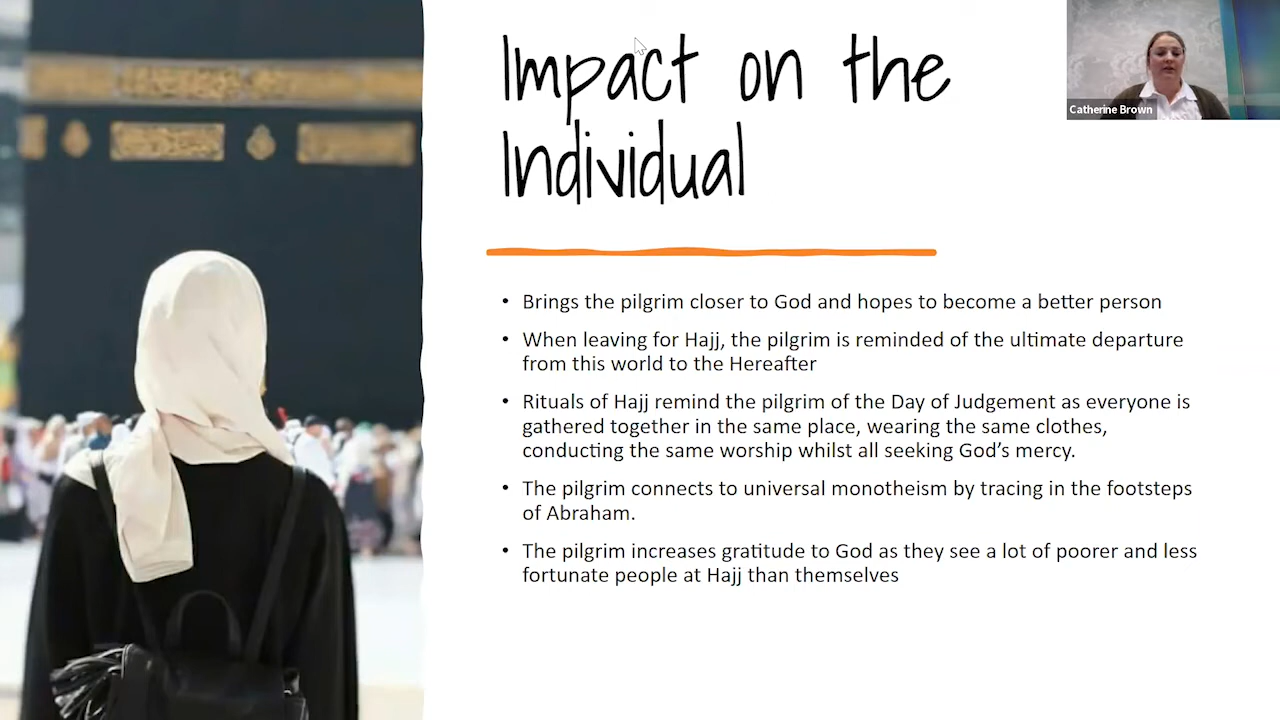 Impact on the
Individual
Catherine Brown
• Brings the pilgrim closer to God and hopes to become a better person
• When leaving for Hajj, the pilgrim is reminded of the ultimate departure
from this world to the Hereafter
• Rituals of Hajj remind the pilgrim of the Day of Judgement as everyone is
gathered together in the same place, wearing the same clothes,
conducting the same worship whilst all seeking God’s mercy.
• The pilgrim connects to universal monotheism by tracing in the footsteps
of Abraham.
• The pilgrim increases gratitude to God as they see a lot of poorer and less
fortunate people at Hajj than themselves